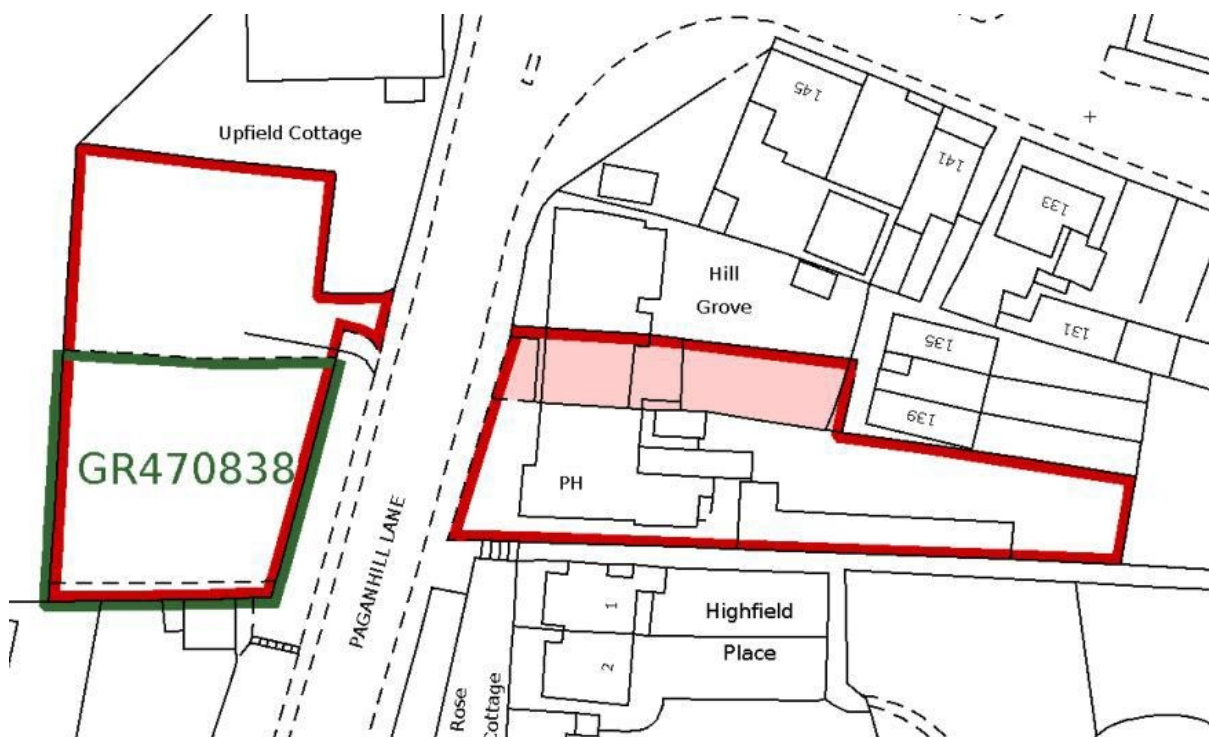 Upfield Cottage
145
141
133
Hill
Grove
135
131
139
GR470838
PH
PAGANHILL LANE
1
Highfield
2
Place
Rose
Cottage